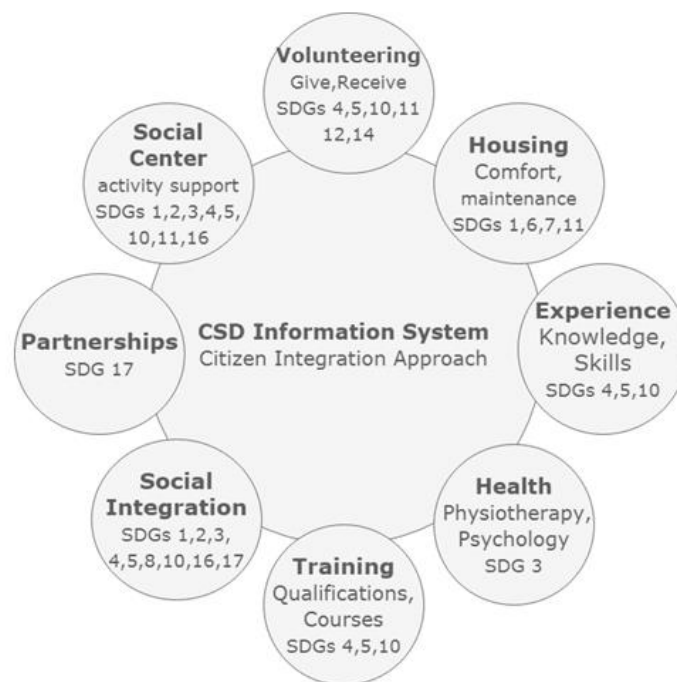 Volunteering
Give,Receive
SDGs 4,5,10,11
12,14
Social
Center
activity support
SDGs 1,2,3,4,5,
10,11,16
Housing
Comfort,
maintenance
SDGs 1,6,7,11
Partnerships
SDG 17
CSD Information System
Citizen Integration Approach
Experience
Knowledge,
Skills
SDGs 4,5,10
Social
Integration
SDGs 1,2,3,
4,5,8,10,16,17
Health
Physiotherapy,
Psychology
SDG 3
Training
Qualifications,
Courses
SDGs 4,5,10